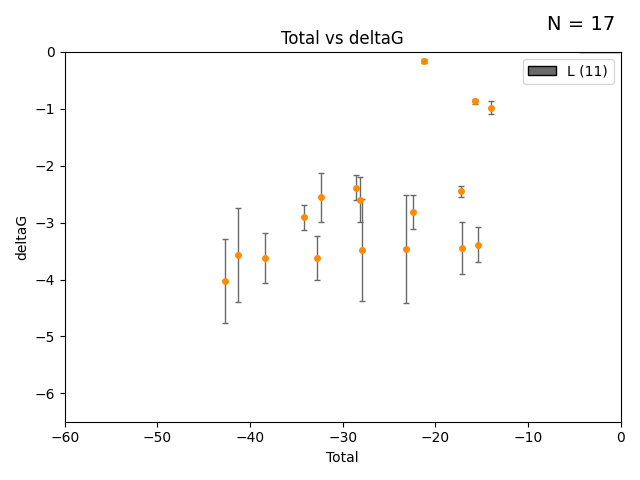 N = 17
Total vs deltaG
L (11)
0
−1
−2
−3
−4
−5
−6
deltaG
−60 −50 −40 −30 −20 −10 0
Total